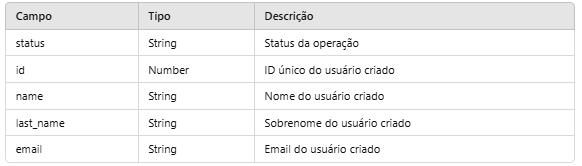 Campo Tipo Descrição
status String Status da operação
id Number ID único do usuário criado
name String Nome do usuário criado
last_name String Sobrenome do usuário criado
email String Email do usuário criado